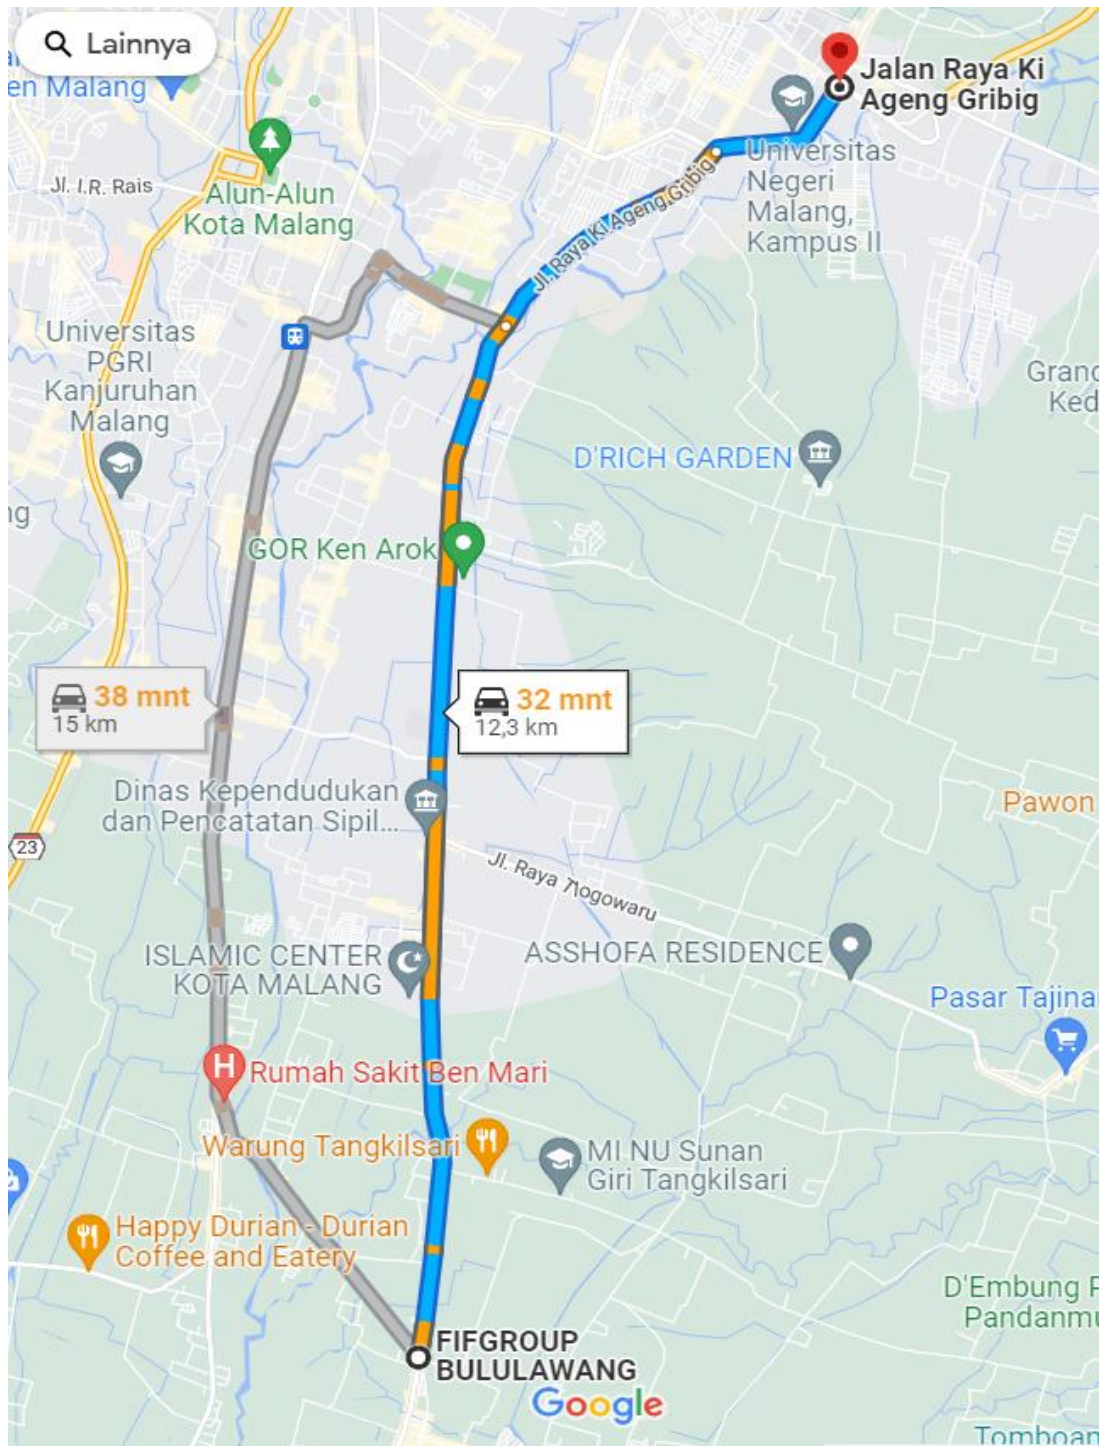 Lainnya
en Malang
Jalan Raya Ki
Ageng Gribig
Jl. I.R. Rais
Alun-Alun
Kota Malang
Universitas
Negeri
Malang,
Kampus II
Jl. Raya Ki Ageng Gribig
Universitas
PGRI
Kanjuruhan
Malang
Grand
Ked
D'RICH GARDEN
ng
GOR Ken Arok
38 mnt
15 km
32 mnt
12,3 km
Dinas Kependudukan
dan Pencatatan Sipil...
Pawon
23
Jl. Raya Tlogowaru
ISLAMIC CENTER
KOTA MALANG
ASSHOFA RESIDENCE
Pasar Tajina
H
Rumah Sakit Ben Mari
Warung Tangkilsari
MI NU Sunan
Giri Tangkilsari
Happy Durian - Durian
Coffee and Eatery
D'Embung P
Pandanmu
FIFGROUP
BULULAWANG
Google
Tomboan